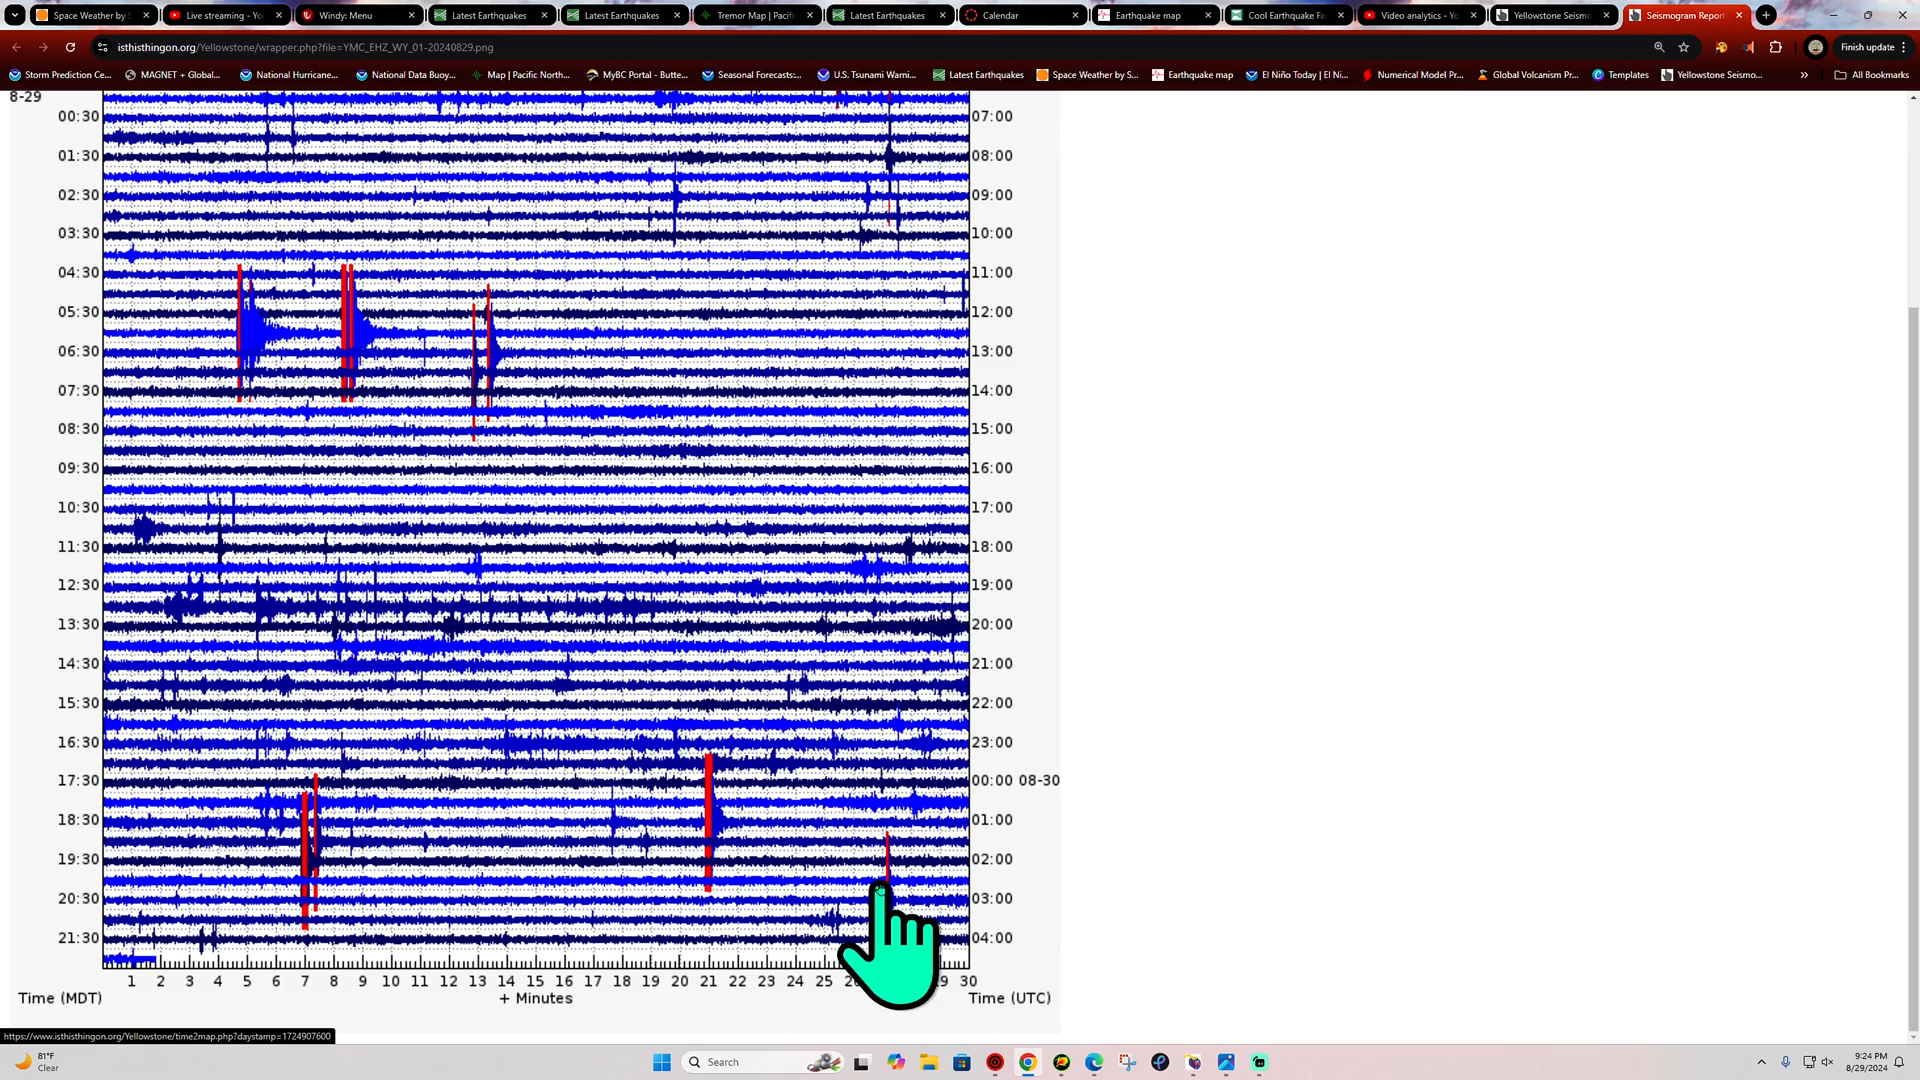 Space Weather by S
Live streaming - Yo
Windy: Menu
Latest Earthquakes
Latest Earthquakes
Tremor Map | Pacifi
Latest Earthquakes
Calendar
Earthquake map
Cool Earthquake Fa
Video analytics - Yo
Yellowstone Seismo
Seismogram Report
isthisthingon.org/Yellowstone/wrapper.php?file=YMC_EHZ_WY_01-20240829.png
Finish update
Storm Prediction Ce...
MAGNET + Global...
National Hurricane...
National Data Buoy...
Map | Pacific North...
MyBC Portal - Butte...
Seasonal Forecasts:...
U.S. Tsunami Warni...
Latest Earthquakes
Space Weather by S...
Earthquake map
El Niño Today | El Ni...
Numerical Model Pr...
Global Volcanism Pr...
Templates
Yellowstone Seismo...
»
All Bookmarks
8-29
00:30 07:00
01:30 08:00
02:30 09:00
03:30 10:00
04:30 11:00
05:30 12:00
06:30 13:00
07:30 14:00
08:30 15:00
09:30 16:00
10:30 17:00
11:30 18:00
12:30 19:00
13:30 20:00
14:30 21:00
15:30 22:00
16:30 23:00
17:30 00:00 08-30
18:30 01:00
19:30 02:00
20:30 03:00
21:30 04:00
1 2 3 4 5 6 7 8 9 10 11 12 13 14 15 16 17 18 19 20 21 22 23 24 25 29 30
Time (MDT) + Minutes Time (UTC)
https://www.isthisthingon.org/Yellowstone/time2map.php?daystamp=1724907600
81°F
Clear
Search
9:24 PM
8/29/2024